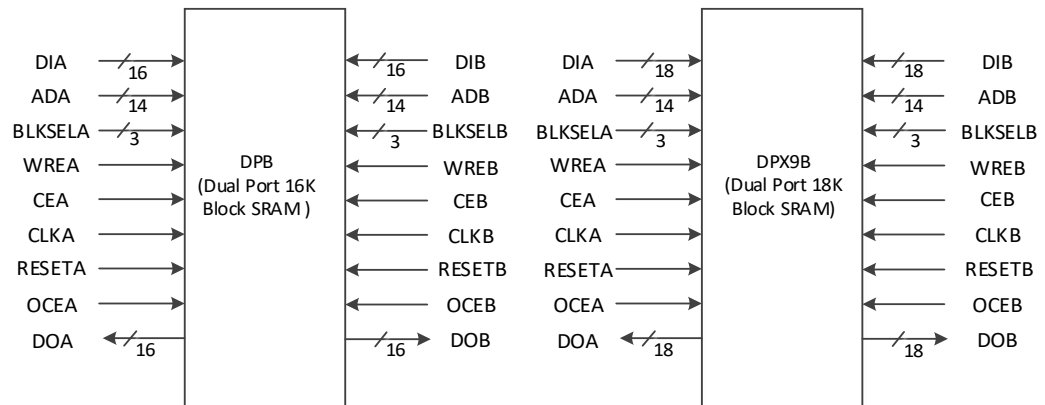 DIA 16
ADA 14
BLKSELA 3
WREA
CEA
CLKA
RESETA
OCEA
DOA 16
DPB
(Dual Port 16K
Block SRAM )
16 DIB
14 ADB
3 BLKSELB
WREB
CEB
CLKB
RESETB
OCEB
16 DOB
DIA 18
ADA 14
BLKSELA 3
WREA
CEA
CLKA
RESETA
OCEA
DOA 18
DPX9B
(Dual Port 18K
Block SRAM)
18 DIB
14 ADB
3 BLKSELB
WREB
CEB
CLKB
RESETB
OCEB
18 DOB